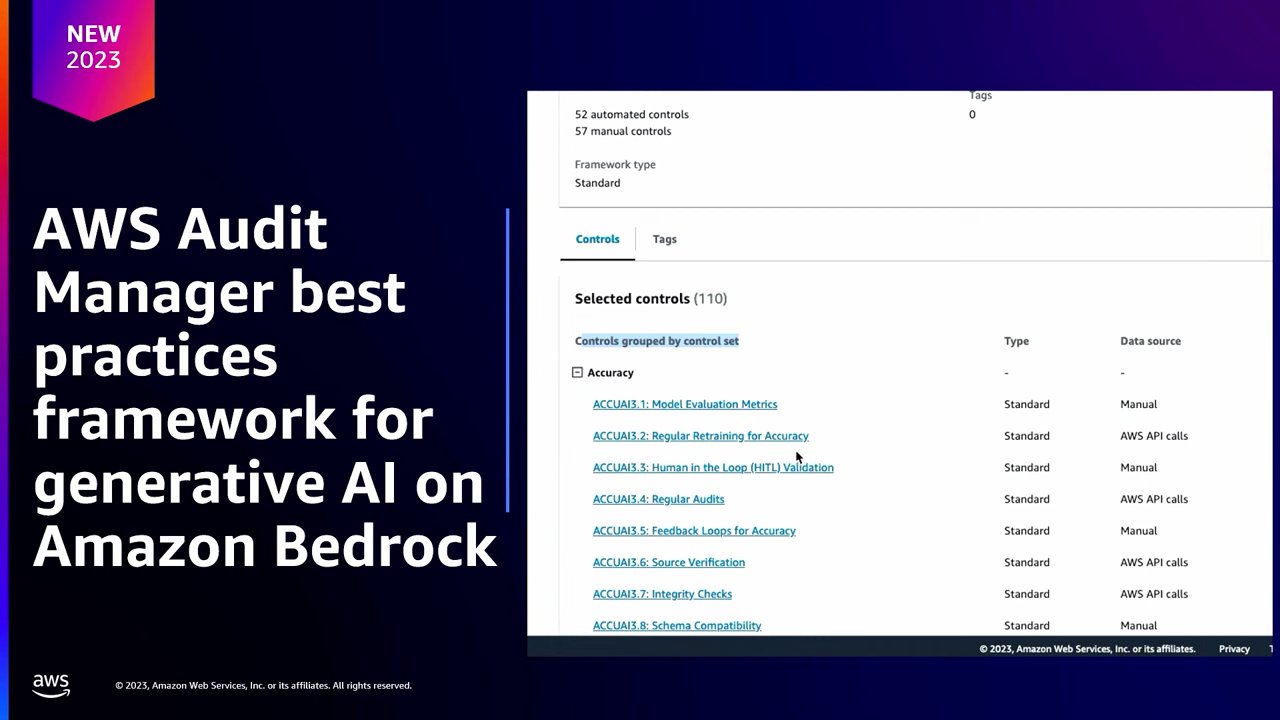 NEW
2023
AWS Audit
Manager best
practices
framework for
generative AI on
Amazon Bedrock
Tags
52 automated controls
0
57 manual controls
Framework type
Standard
Controls
Tags
Selected controls (110)
Controls grouped by control set
Type
Data source
Accuracy
-
-
ACCUAI3.1: Model Evaluation Metrics
Standard
Manual
ACCUAI3.2: Regular Retraining for Accuracy
Standard
AWS API calls
ACCUAI3.3: Human in the Loop (HITL) Validation
Standard
Manual
ACCUAI3.4: Regular Audits
Standard
AWS API calls
ACCUAI3.5: Feedback Loops for Accuracy
Standard
Manual
ACCUAI3.6: Source Verification
Standard
AWS API calls
ACCUAI3.7: Integrity Checks
Standard
AWS API calls
ACCUAI3.8: Schema Compatibility
Standard
Manual
© 2023, Amazon Web Services, Inc. or its affiliates.
Privacy
aws
© 2023, Amazon Web Services, Inc. or its affiliates. All rights reserved.